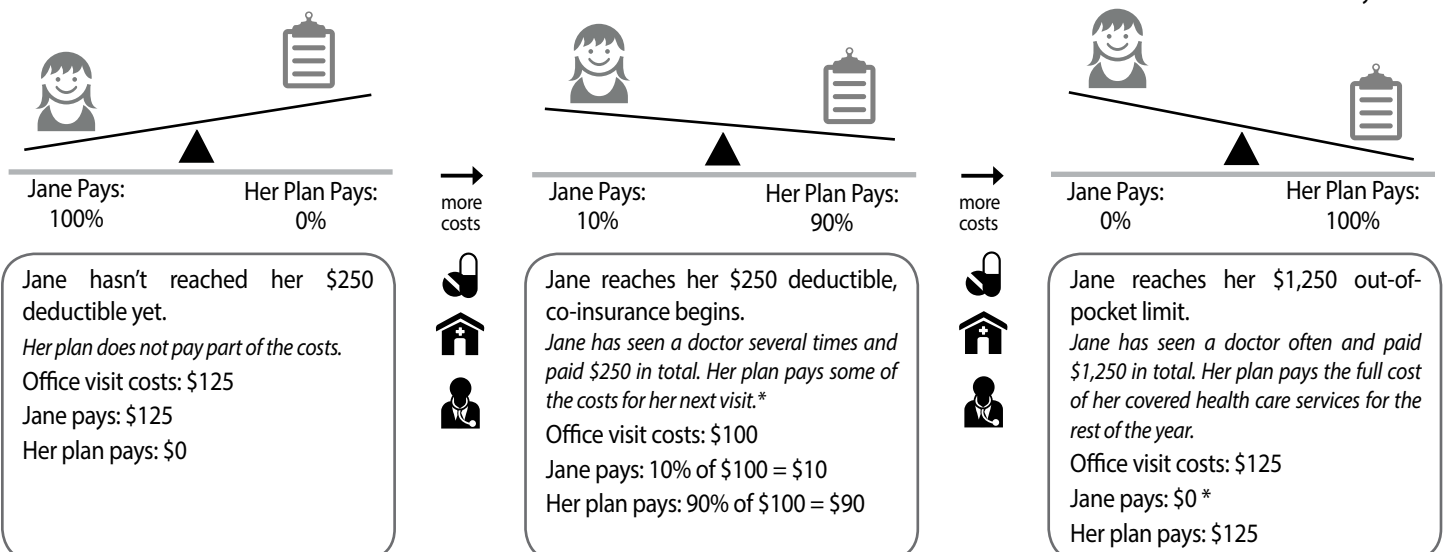 Jane Pays:
100%
Her Plan Pays:
0%
more
costs
Jane Pays:
10%
Her Plan Pays:
90%
more
costs
Jane Pays:
0%
Her Plan Pays:
100%
Jane hasn't reached her $250
deductible yet.
Her plan does not pay part of the costs.
Office visit costs: $125
Jane pays: $125
Her plan pays: $0
Jane reaches her $250 deductible,
co-insurance begins.
Jane has seen a doctor several times and
paid $250 in total. Her plan pays some of
the costs for her next visit.*
Office visit costs: $100
Jane pays: 10% of $100 = $10
Her plan pays: 90% of $100 = $90
Jane reaches her $1,250 out-of-
pocket limit.
Jane has seen a doctor often and paid
$1,250 in total. Her plan pays the full cost
of her covered health care services for the
rest of the year.
Office visit costs: $125
Jane pays: $0 *
Her plan pays: $125